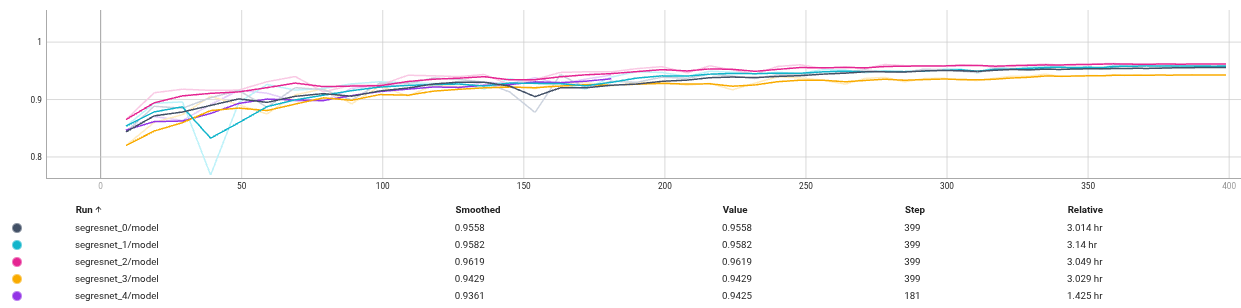 1
0.9
0.8
0 50 100 150 200 250 300 350 400
Run ↑ Smoothed Value Step Relative
segresnet_0/model 0.9558 0.9558 399 3.014 hr
segresnet_1/model 0.9582 0.9582 399 3.14 hr
segresnet_2/model 0.9619 0.9619 399 3.049 hr
segresnet_3/model 0.9429 0.9429 399 3.029 hr
segresnet_4/model 0.9361 0.9425 181 1.425 hr